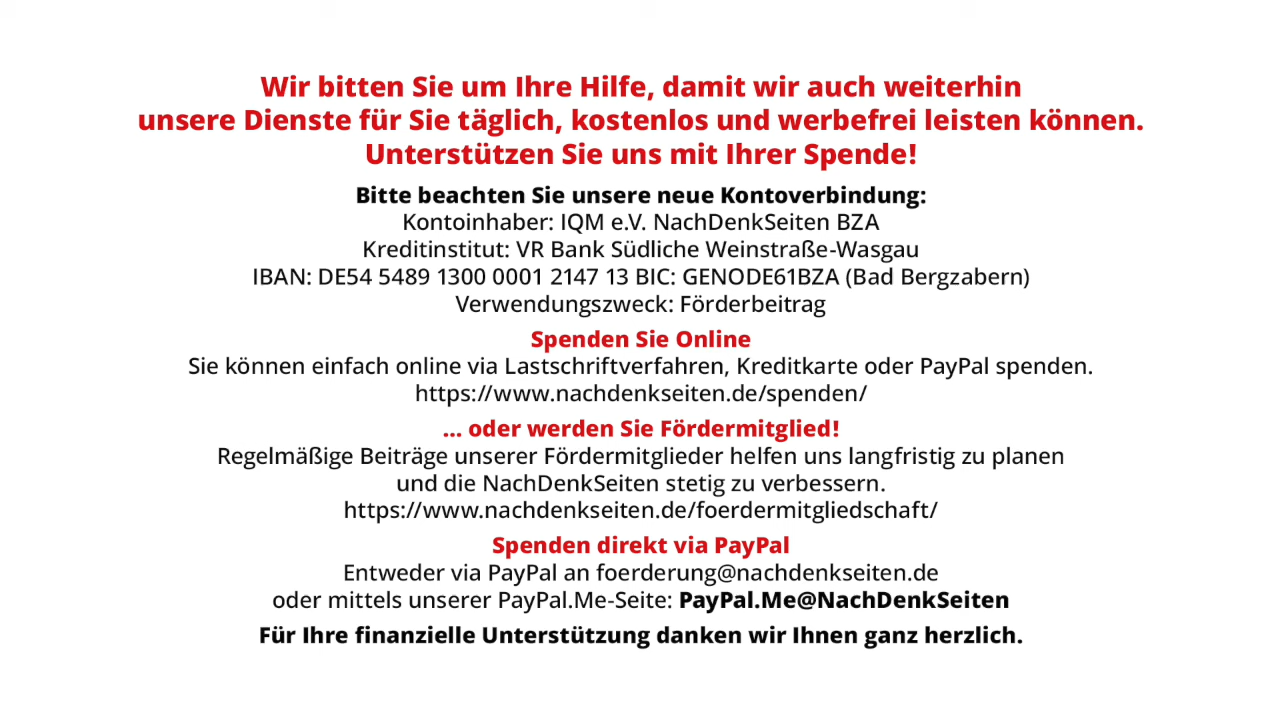 Wir bitten Sie um Ihre Hilfe, damit wir auch weiterhin
unsere Dienste für Sie täglich, kostenlos und werbefrei leisten können.
Unterstützen Sie uns mit Ihrer Spende!
Bitte beachten Sie unsere neue Kontoverbindung:
Kontoinhaber: IQM e.V. NachDenkSeiten BZA
Kreditinstitut: VR Bank Südliche Weinstraße-Wasgau
IBAN: DE54 5489 1300 0001 2147 13 BIC: GENODE61BZA (Bad Bergzabern)
Verwendungszweck: Förderbeitrag
Spenden Sie Online
Sie können einfach online via Lastschriftverfahren, Kreditkarte oder PayPal spenden.
https://www.nachdenkseiten.de/spenden/
... oder werden Sie Fördermitglied!
Regelmäßige Beiträge unserer Fördermitglieder helfen uns langfristig zu planen
und die NachDenkSeiten stetig zu verbessern.
https://www.nachdenkseiten.de/foerdermitgliedschaft/
Spenden direkt via PayPal
Entweder via PayPal an foerderung@nachdenkseiten.de
oder mittels unserer PayPal.Me-Seite: PayPal.Me@NachDenkSeiten
Für Ihre finanzielle Unterstützung danken wir Ihnen ganz herzlich.